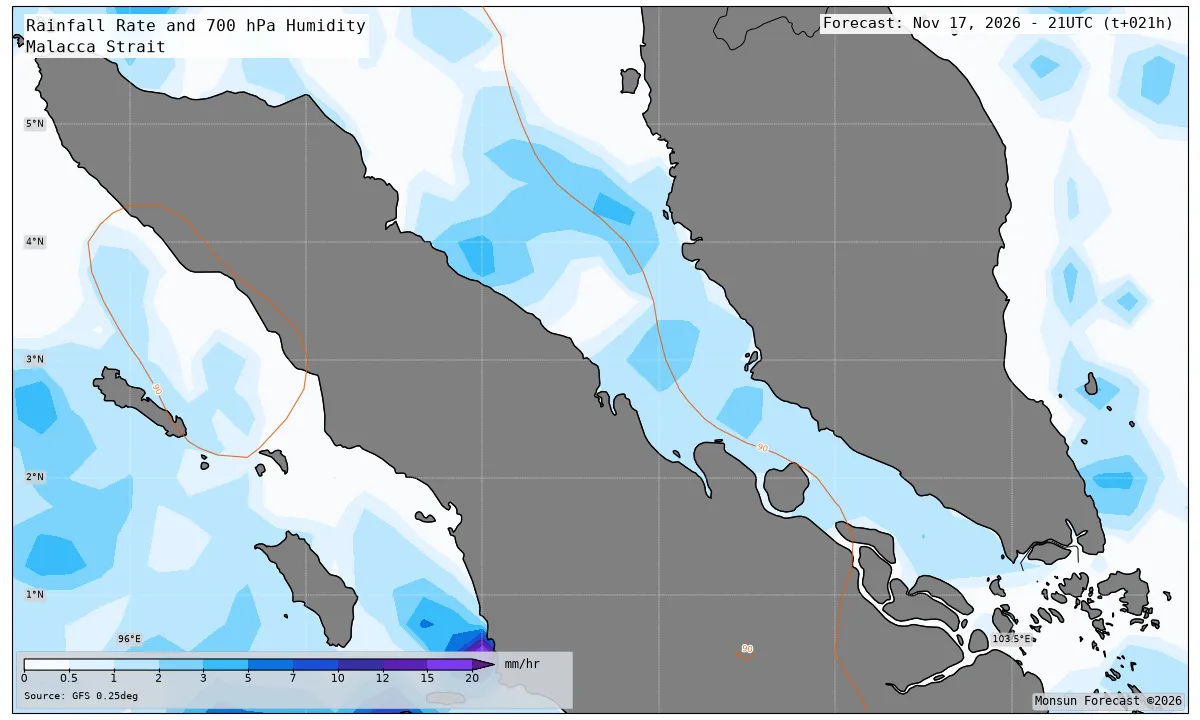 Rainfall Rate and 700 hPa Humidity
Malacca Strait
Forecast: Nov 17, 2026 - 21UTC (t+021h)
5°N
4°N
3°N
90
90
2°N
1°N
96°E
103.5°E
90
mm/hr
0 0.5 1 2 3 5 7 10 12 15 20
Source: GFS 0.25deg
Monsun Forecast ©2026